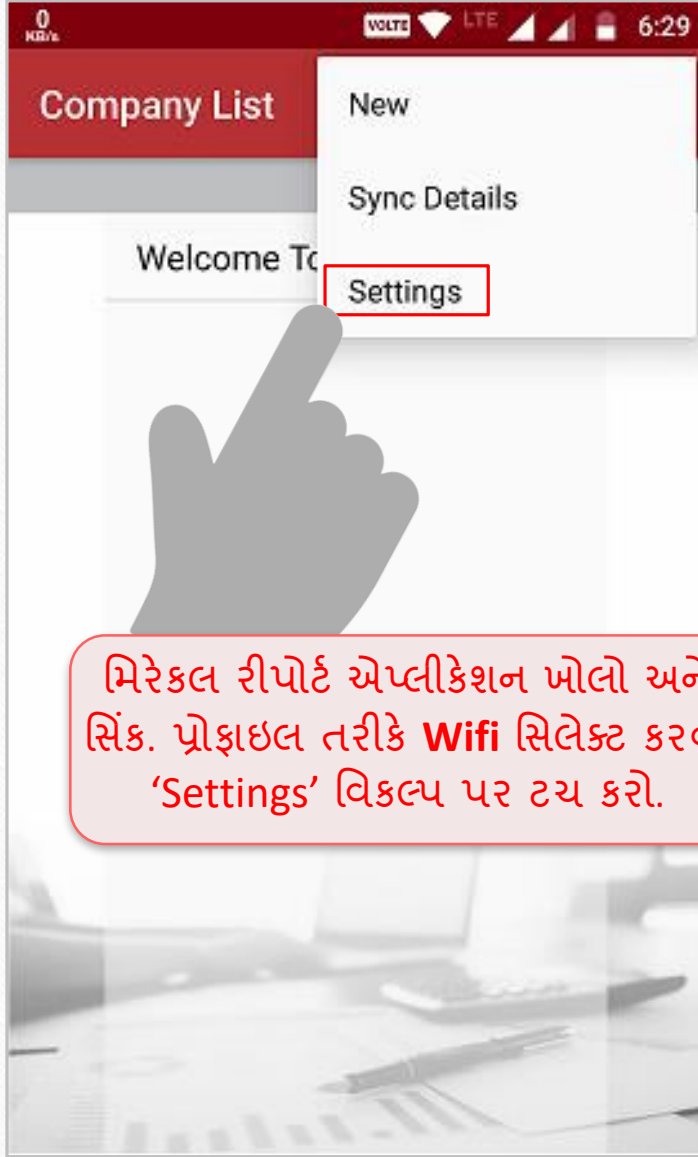 0
KB/s
VOLTE LTE 6:29
Company List
New
Sync Details
Welcome To
Settings
મિરેકલ રીપોર્ટ એપ્લીકેશન ખોલો અને
સિંક. પ્રોફાઇલ તરીકે Wifi સિલેક્ટ
‘Settings’ વિકલ્પ પર ટચ કરો.